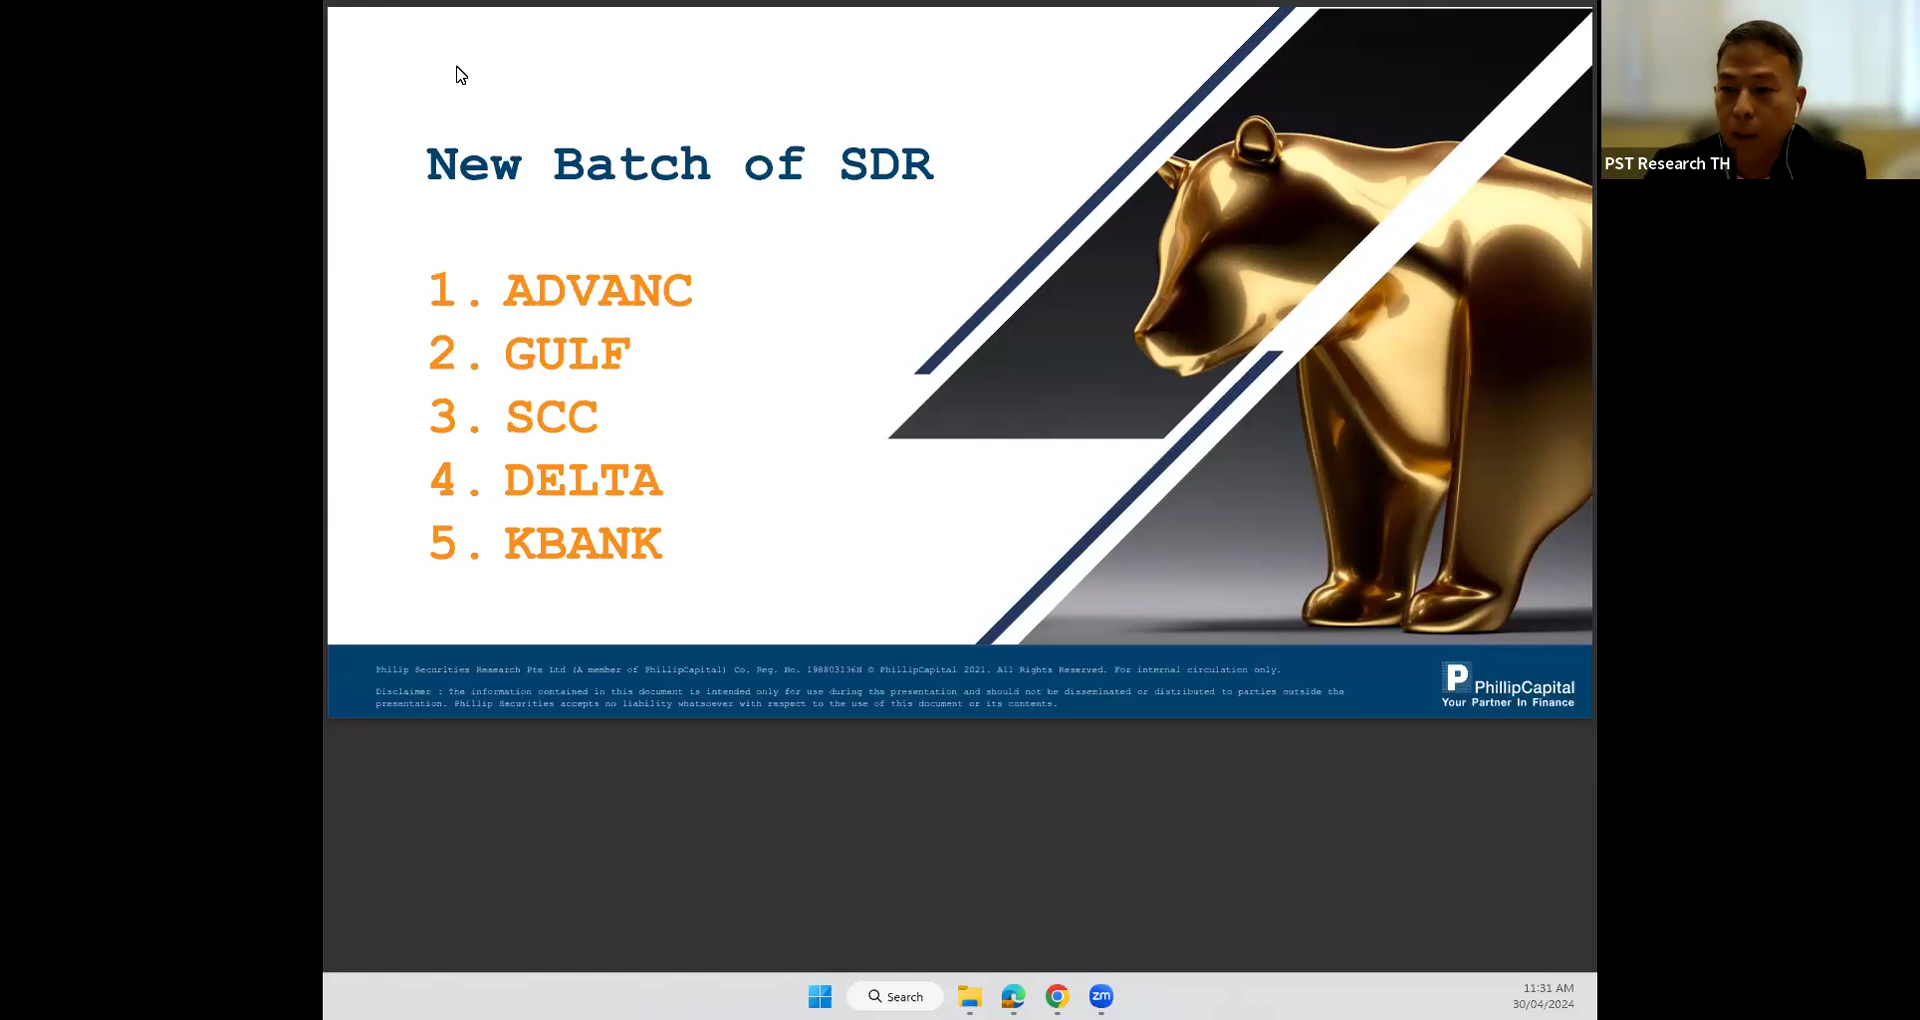 New Batch of SDR
1. ADVANC
2. GULF
3. SCC
4. DELTA
5. KBANK
Philip Securities Research Pte Ltd (A member of PhillipCapital) Co. Reg. No. 198803136N © PhillipCapital 2021. All Rights Reserved. For internal circulation only.
Disclaimer : The information contained in this document is intended only for use during the presentation and should not be disseminated or distributed to parties outside the
presentation. Phillip Securities accepts no liability whatsoever with respect to the use of this document or its contents.
P PhillipCapital
Your Partner In Finance
PST Research TH
Search
zm
11:31 AM
30/04/2024